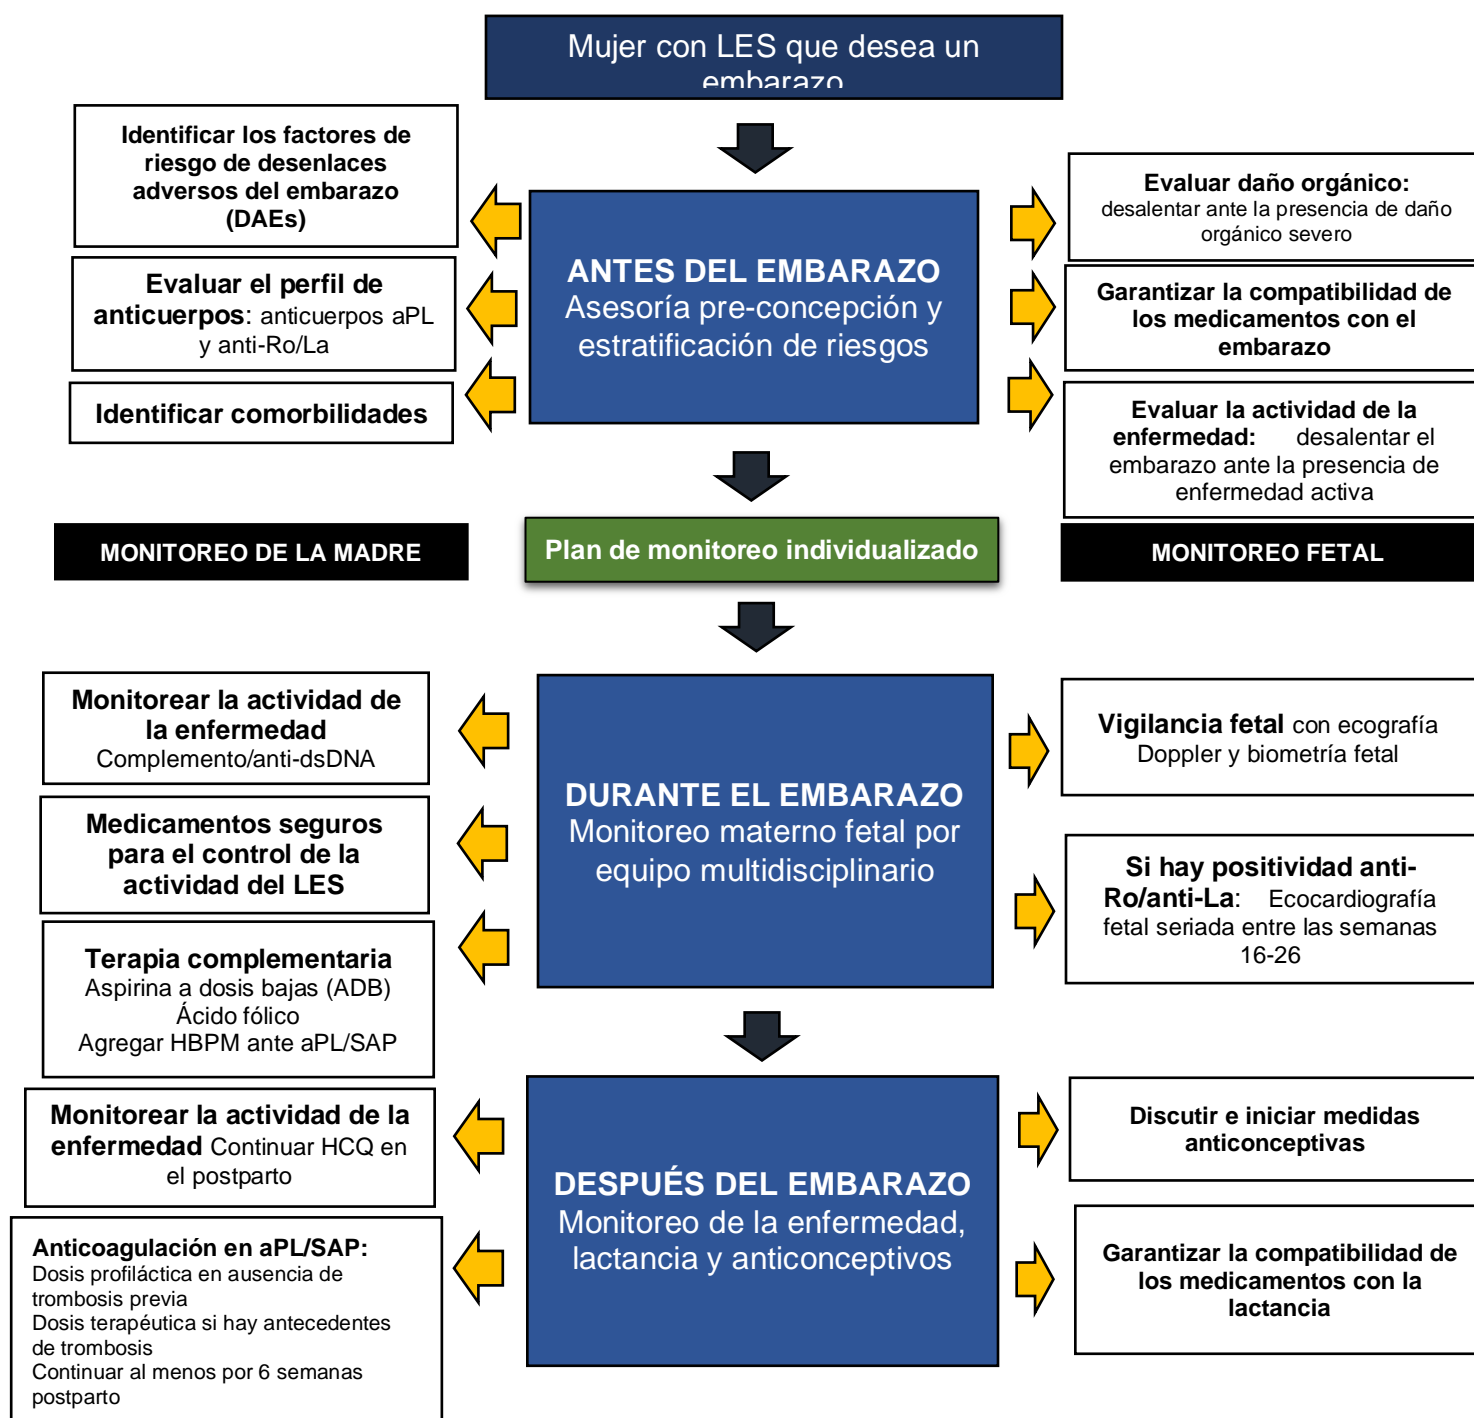 Mujer con LES que desea un
embarazo
Identificar los factores de
riesgo de desenlaces
adversos del embarazo
(DAEs)
Evaluar el perfil de
anticuerpos: anticuerpos aPL
y anti-Ro/La
Identificar comorbilidades
ANTES DEL EMBARAZO
Asesoría pre-concepción y
estratificación de riesgos
Evaluar daño orgánico:
desalentar ante la presencia de daño
orgánico severo
Garantizar la compatibilidad de
los medicamentos con el
embarazo
Evaluar la actividad de la
enfermedad: desalentar el
embarazo ante la presencia de
enfermedad activa
MONITOREO DE LA MADRE
Plan de monitoreo individualizado
MONITOREO FETAL
Monitorear la actividad de
la enfermedad
Complemento/anti-dsDNA
Medicamentos seguros
para el control de la
actividad del LES
Terapia complementaria
Aspirina a dosis bajas (ADB)
Ácido fólico
Agregar HBPM ante aPL/SAP
DURANTE EL EMBARAZO
Monitoreo materno fetal por
equipo multidisciplinario
Vigilancia fetal con ecografía
Doppler y biometría fetal
Si hay positividad anti-
Ro/anti-La: Ecocardiografía
fetal seriada entre las semanas
16-26
Monitorear la actividad de la
enfermedad Continuar HCQ en
el postparto
Anticoagulación en aPL/SAP:
Dosis profiláctica en ausencia de
trombosis previa
Dosis terapéutica si hay antecedentes
de trombosis
Continuar al menos por 6 semanas
postparto
DESPUÉS DEL EMBARAZO
Monitoreo de la enfermedad,
lactancia y anticonceptivos
Discutir e iniciar medidas
anticonceptivas
Garantizar la compatibilidad de
los medicamentos con la
lactancia